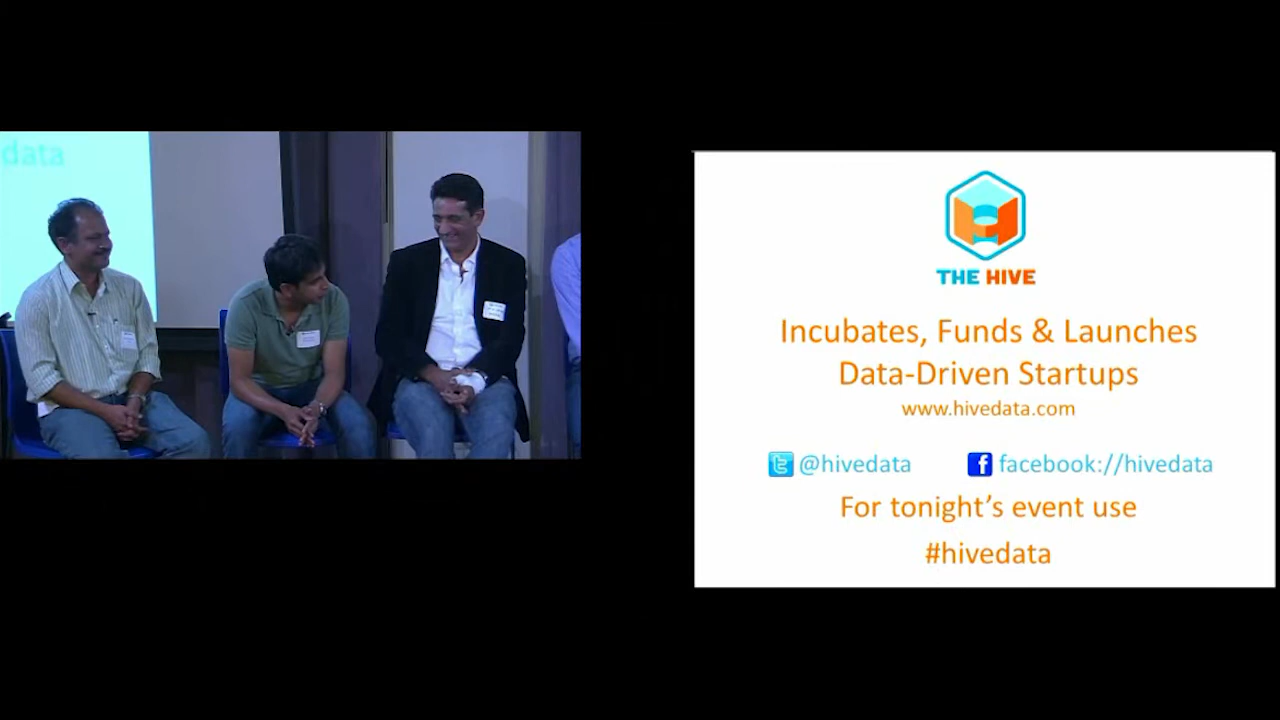 data
THE HIVE
Incubates, Funds & Launches
Data-Driven Startups
www.hivedata.com
@hivedata
facebook://hivedata
For tonight's event use
#hivedata